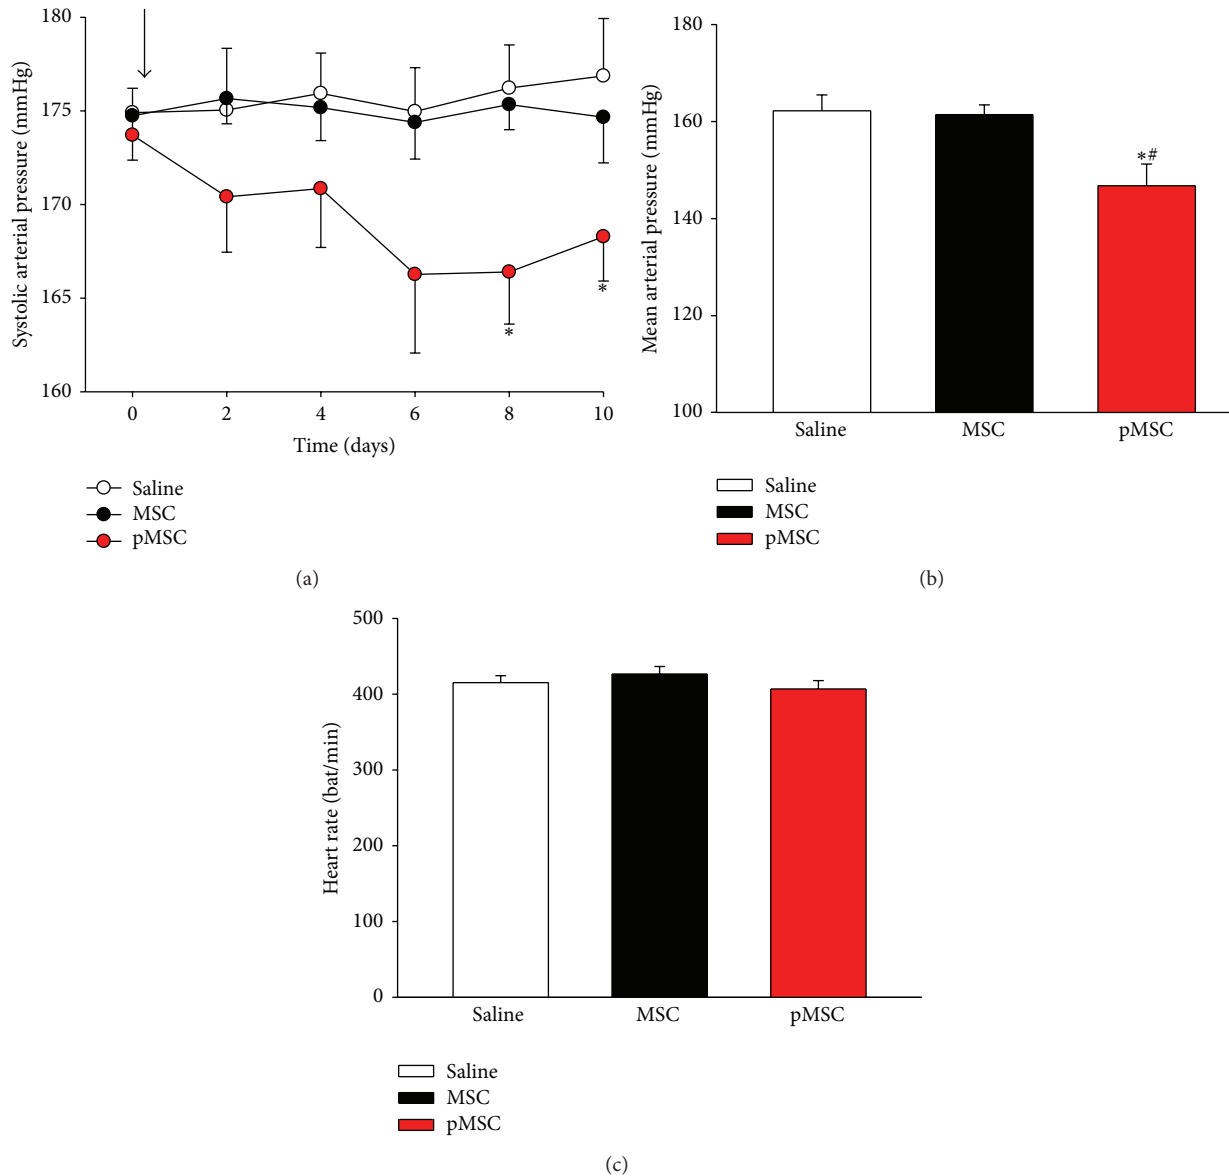 180
175
170
165
160
Systolic arterial pressure (mmHg)
*
*
0 2 4 6 8 10
Time (days)
Saline
MSC
pMSC
(a)
180
160
140
120
100
Mean arterial pressure (mmHg)
*#
Saline MSC pMSC
Saline
MSC
pMSC
(b)
500
400
300
200
100
0
Heart rate (bat/min)
Saline MSC pMSC
Saline
MSC
pMSC
(c)